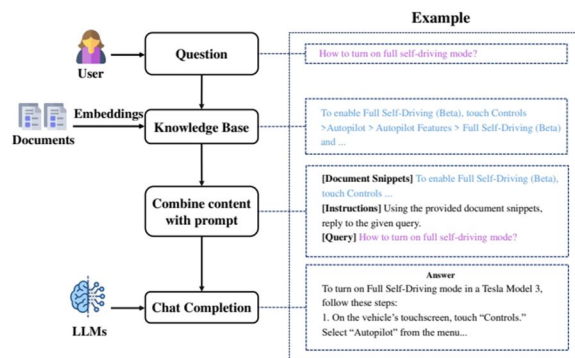 Example
Question
How to turn on full self-driving mode?
User
Embeddings
Documents
Knowledge Base
To enable Full Self-Driving (Beta), touch Controls
>Autopilot > Autopilot Features > Full Self-Driving (Beta)
and ...
Combine content
with prompt
[Document Snippets] To enable Full Self-Driving (Beta),
touch Controls ...
[Instructions] Using the provided document snippets,
reply to the given query.
[Query] How to turn on full self-driving mode?
Chat Completion
LLMs
Answer
To turn on Full Self-Driving mode in a Tesla Model 3,
follow these steps:
1. On the vehicle's touchscreen, touch “Controls.”
Select “Autopilot” from the menu...